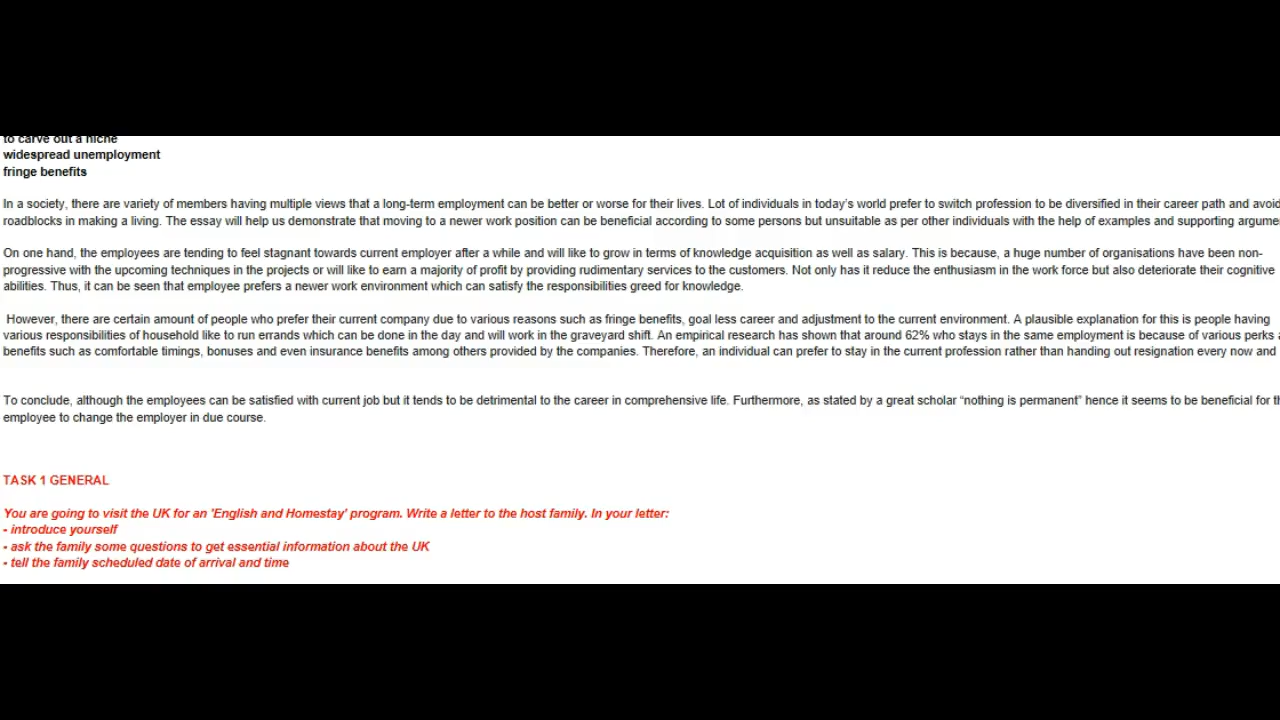 to carve out a niche
widespread unemployment
fringe benefits
In a society, there are variety of members having multiple views that a long-term employment can be better or worse for their lives. Lot of individuals in today's world prefer to switch profession to be diversified in their career path and avoid
roadblocks in making a living. The essay will help us demonstrate that moving to a newer work position can be beneficial according to some persons but unsuitable as per other individuals with the help of examples and supporting
On one hand, the employees are tending to feel stagnant towards current employer after a while and will like to grow in terms of knowledge acquisition as well as salary. This is because, a huge number of organisations have been non-
progressive with the upcoming techniques in the projects or will like to earn a majority of profit by providing rudimentary services to the customers. Not only has it reduce the enthusiasm in the work force but also deteriorate their cognitive
abilities. Thus, it can be seen that employee prefers a newer work environment which can satisfy the responsibilities greed for knowledge.
However, there are certain amount of people who prefer their current company due to various reasons such as fringe benefits, goal less career and adjustment to the current environment. A plausible explanation for this is people having
various responsibilities of household like to run errands which can be done in the day and will work in the graveyard shift. An empirical research has shown that around 62% who stays in the same employment is because of various perks
benefits such as comfortable timings, bonuses and even insurance benefits among others provided by the companies. Therefore, an individual can prefer to stay in the current profession rather than handing out resignation every now and
To conclude, although the employees can be satisfied with current job but it tends to be detrimental to the career in comprehensive life. Furthermore, as stated by a great scholar “nothing is permanent” hence it seems to be beneficial for
employee to change the employer in due course.
TASK 1 GENERAL
You are going to visit the UK for an 'English and Homestay' program. Write a letter to the host family. In your letter:
- introduce yourself
- ask the family some questions to get essential information about the UK
- tell the family scheduled date of arrival and time